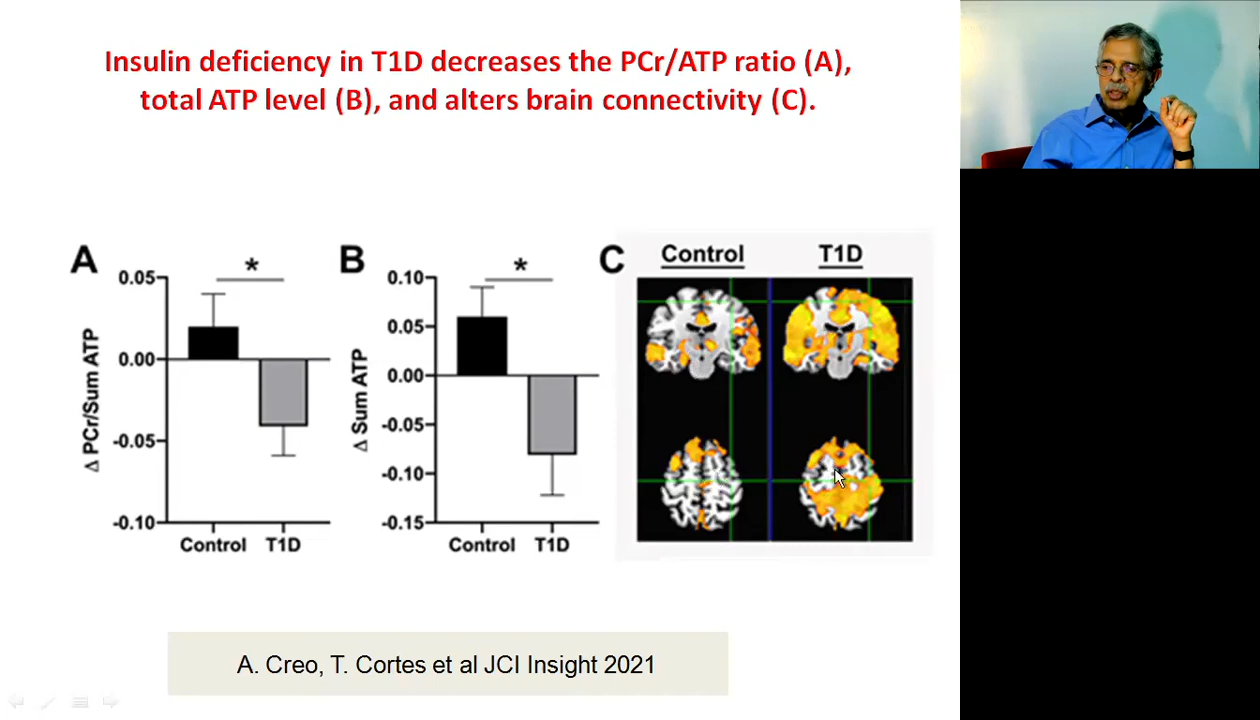 Insulin deficiency in T1D decreases the PCr/ATP ratio (A),
total ATP level (B), and alters brain connectivity (C).
A
*
0.05
0.00
-0.05
-0.10
Δ PCr/Sum ATP
Control
T1D
B
*
0.10
0.05
0.00
-0.05
-0.10
-0.15
Δ Sum ATP
Control
T1D
C
Control
T1D
A. Creo, T. Cortes et al JCI Insight 2021